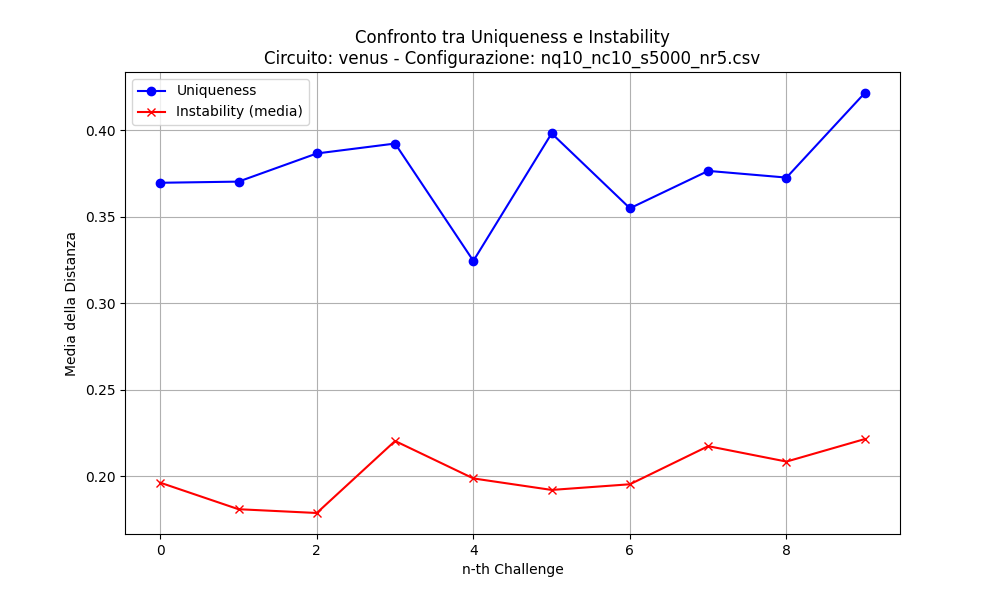 Confronto tra Uniqueness e Instability
Circuito: venus - Configurazione: nq10_nc10_s5000_nr5.csv
Uniqueness
Instability (media)
Media della Distanza
0.40
0.35
0.30
0.25
0.20
0
2
4
6
8
n-th Challenge